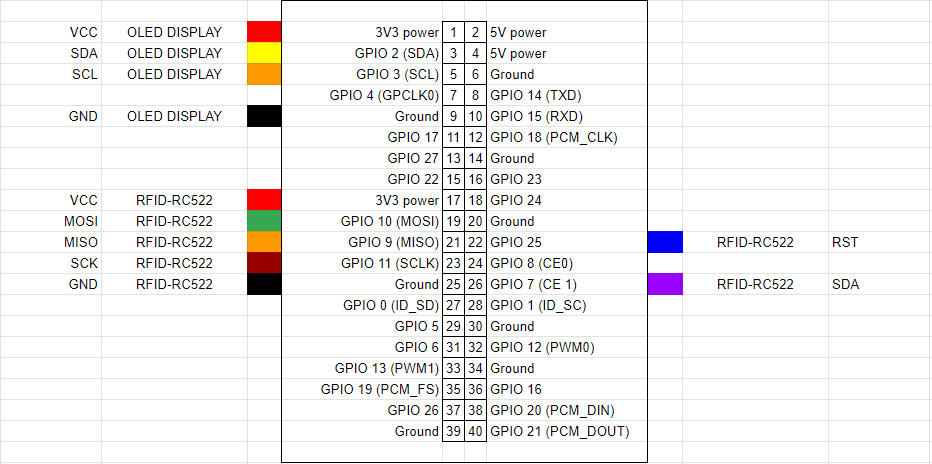 VCC OLED DISPLAY 3V3 power 1 2 5V power
SDA OLED DISPLAY GPIO 2 (SDA) 3 4 5V power
SCL OLED DISPLAY GPIO 3 (SCL) 5 6 Ground
GPIO 4 (GPCLK0) 7 8 GPIO 14 (TXD)
GND OLED DISPLAY Ground 9 10 GPIO 15 (RXD)
GPIO 17 11 12 GPIO 18 (PCM_CLK)
GPIO 27 13 14 Ground
GPIO 22 15 16 GPIO 23
VCC RFID-RC522 3V3 power 17 18 GPIO 24
MOSI RFID-RC522 GPIO 10 (MOSI) 19 20 Ground
MISO RFID-RC522 GPIO 9 (MISO) 21 22 GPIO 25 RFID-RC522 RST
SCK RFID-RC522 GPIO 11 (SCLK) 23 24 GPIO 8 (CE0)
GND RFID-RC522 Ground 25 26 GPIO 7 (CE 1) RFID-RC522 SDA
GPIO 0 (ID_SD) 27 28 GPIO 1 (ID_SC)
GPIO 5 29 30 Ground
GPIO 6 31 32 GPIO 12 (PWM0)
GPIO 13 (PWM1) 33 34 Ground
GPIO 19 (PCM_FS) 35 36 GPIO 16
GPIO 26 37 38 GPIO 20 (PCM_DIN)
Ground 39 40 GPIO 21 (PCM_DOUT)